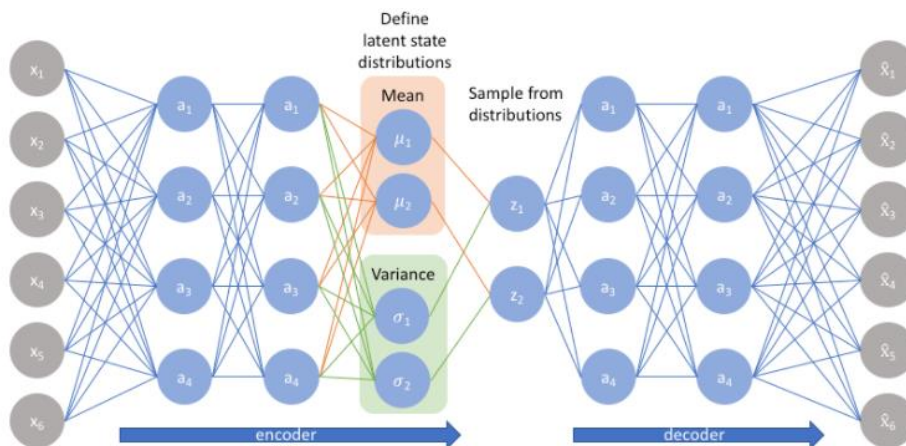 Define
latent state
distributions
Mean
Sample from
distributions
Variance
x₁
x₂
x₃
x₄
x₅
x₆
a₁
a₂
a₃
a₄
a₁
a₂
a₃
a₄
μ₁
μ₂
σ₁
σ₂
z₁
z₂
a₁
a₂
a₃
a₄
a₁
a₂
a₃
a₄
x̂₁
x̂₂
x̂₃
x̂₄
x̂₅
x̂₆
encoder
decoder